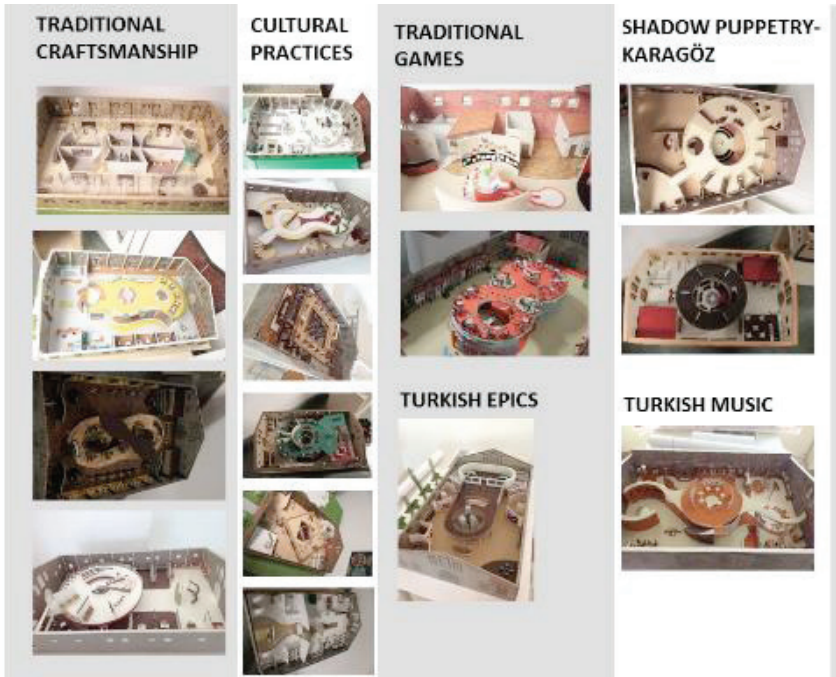 TRADITIONAL
CRAFTSMANSHIP
CULTURAL
PRACTICES
TRADITIONAL
GAMES
SHADOW PUPPETRY-
KARAGÖZ
TURKISH EPICS
TURKISH MUSIC